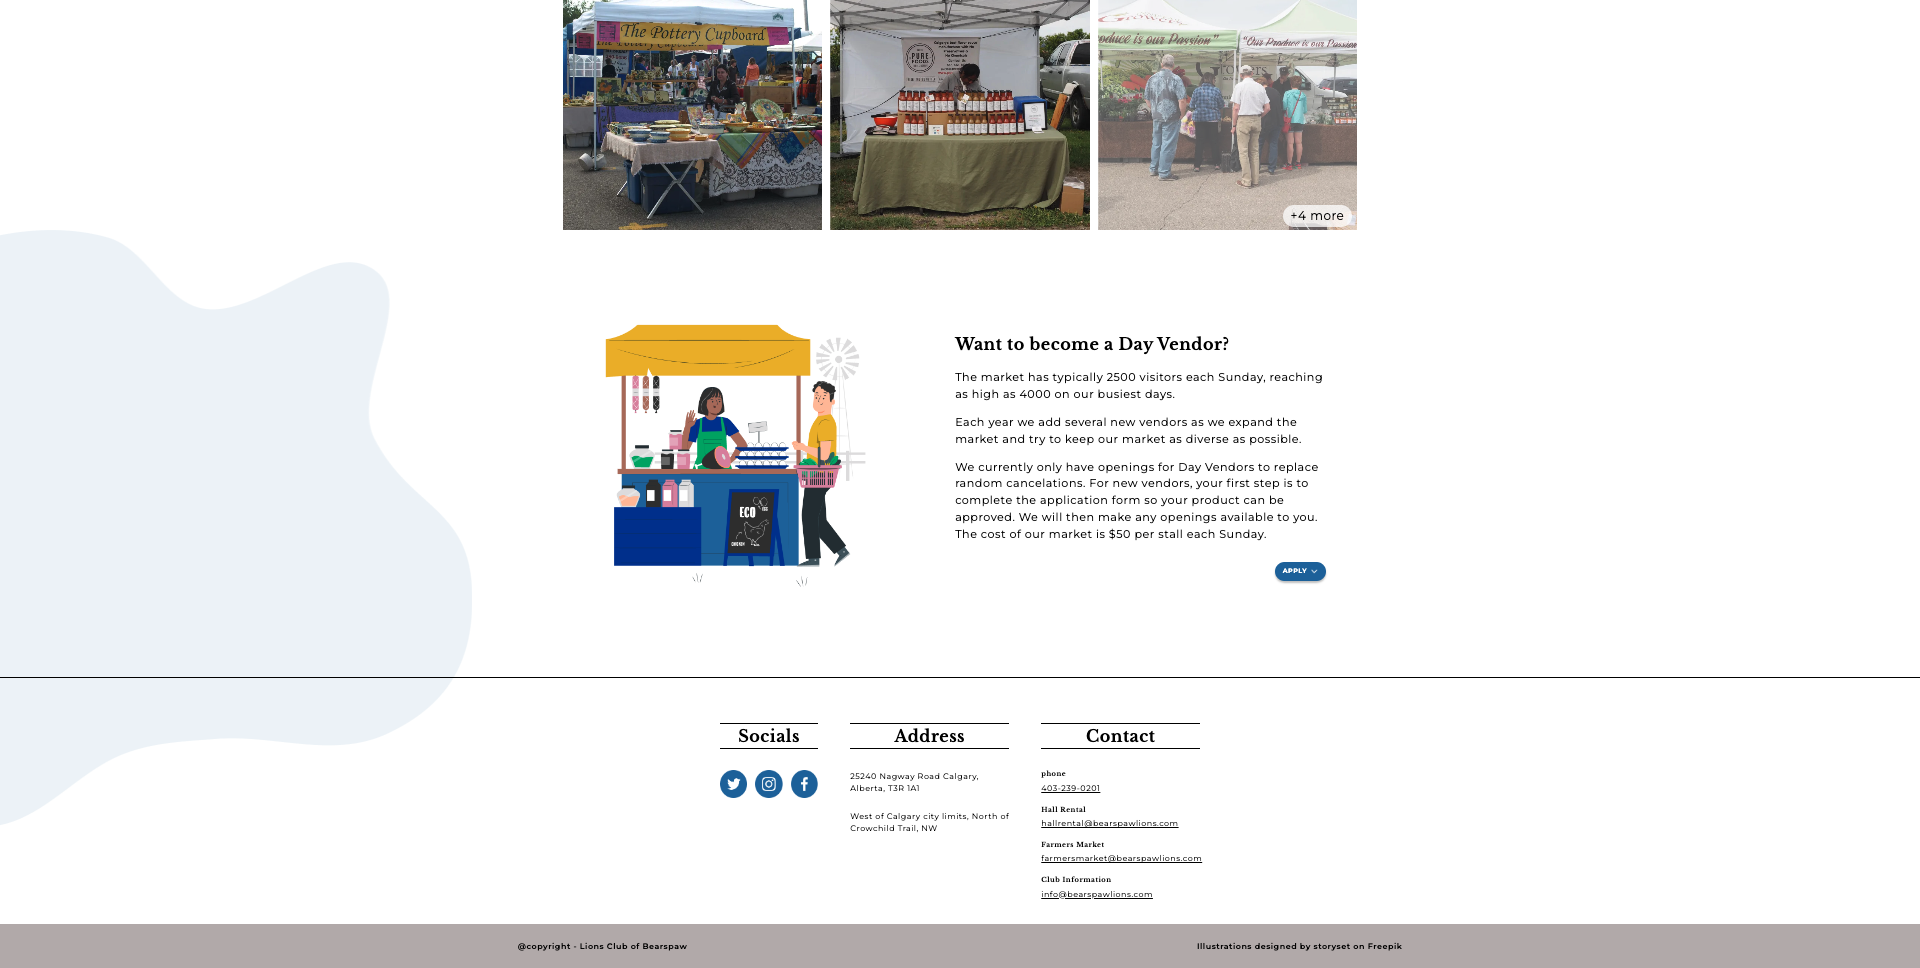 The Pottery Cupboard
PURE
FOODS
Growers
oduce is our Passion"
"Our Produce is our Passion
+4 more
Want to become a Day Vendor?
The market has typically 2500 visitors each Sunday, reaching
as high as 4000 on our busiest days.
Each year we add several new vendors as we expand the
market and try to keep our market as diverse as possible.
We currently only have openings for Day Vendors to replace
random cancelations. For new vendors, your first step is to
complete the application form so your product can be
approved. We will then make any openings available to you.
The cost of our market is $50 per stall each Sunday.
ECO
EGG
CHICKEN
APPLY
Socials
Address
Contact
25240 Nagway Road Calgary,
Alberta, T3R 1A1
West of Calgary city limits, North of
Crowchild Trail, NW
phone
403-239-0201
Hall Rental
hallrental@bearspawlions.com
Farmers Market
farmersmarket@bearspawlions.com
Club Information
info@bearspawlions.com
@copyright - Lions Club of Bearspaw
Illustrations designed by storyset on Freepik